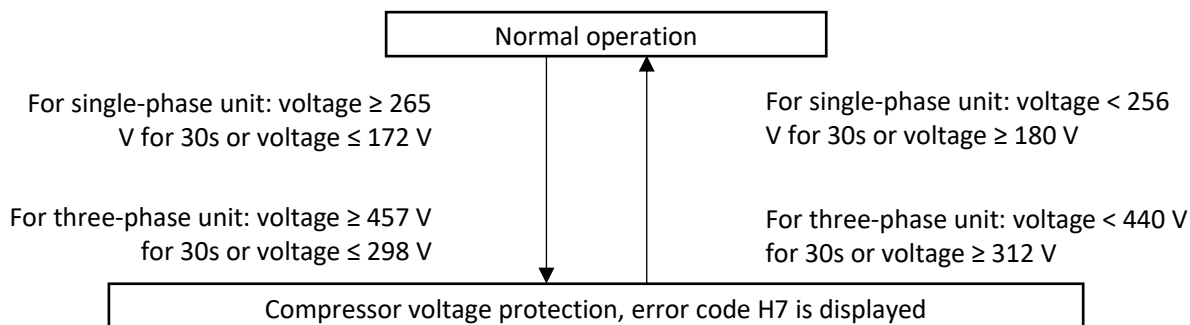 Normal operation
For single-phase unit: voltage ≥ 265
V for 30s or voltage ≤ 172 V
For single-phase unit: voltage < 256
V for 30s or voltage ≥ 180 V
For three-phase unit: voltage ≥ 457 V
for 30s or voltage ≤ 298 V
For three-phase unit: voltage < 440 V
for 30s or voltage ≥ 312 V
Compressor voltage protection, error code H7 is displayed